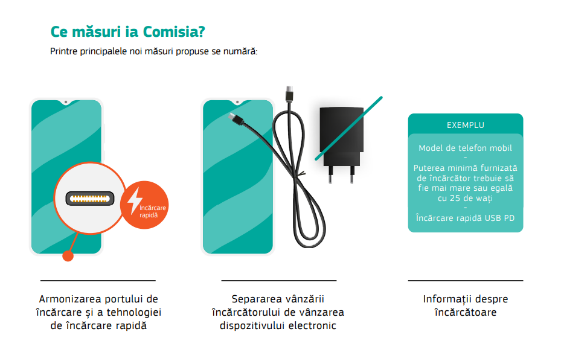 Ce măsuri ia Comisia?
Printre principalele noi măsuri propuse se numără:
încărcare
rapidă
EXEMPLU
Model de telefon mobil
–
Puterea minimă furnizată
de încărcător trebuie să
fie mai mare sau egală
cu 25 de wați
–
Încărcare rapidă USB PD
Armonizarea portului de
încărcare și a tehnologiei
de încărcare rapidă
Separarea vânzării
încărcătorului de vânzarea
dispozitivului electronic
Informații despre
încărcătoare